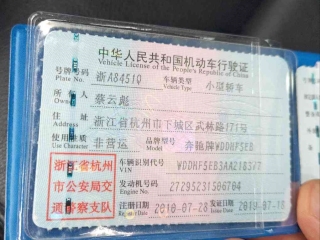 中华人民共和国机动车行驶证
Vehicle License of the People's Republic of China
号牌号码 浙A8451Q 车辆类型 小型轿车
Plate No. Vehicle Type
所有人 蔡云彪
Owner
住址 浙江省杭州市下城区武林路171号
Address
使用性质 非营运 品牌型号 奔驰牌WDDHF5EB
Use Character Model
浙江省杭州 车辆识别代号
VIN WDDHF5EB3AA218377
市公安局交 发动机号码 27295231506704
Engine No.
通警察支队 注册日期 2010-07-28 发证日期
Register Date Issue Date